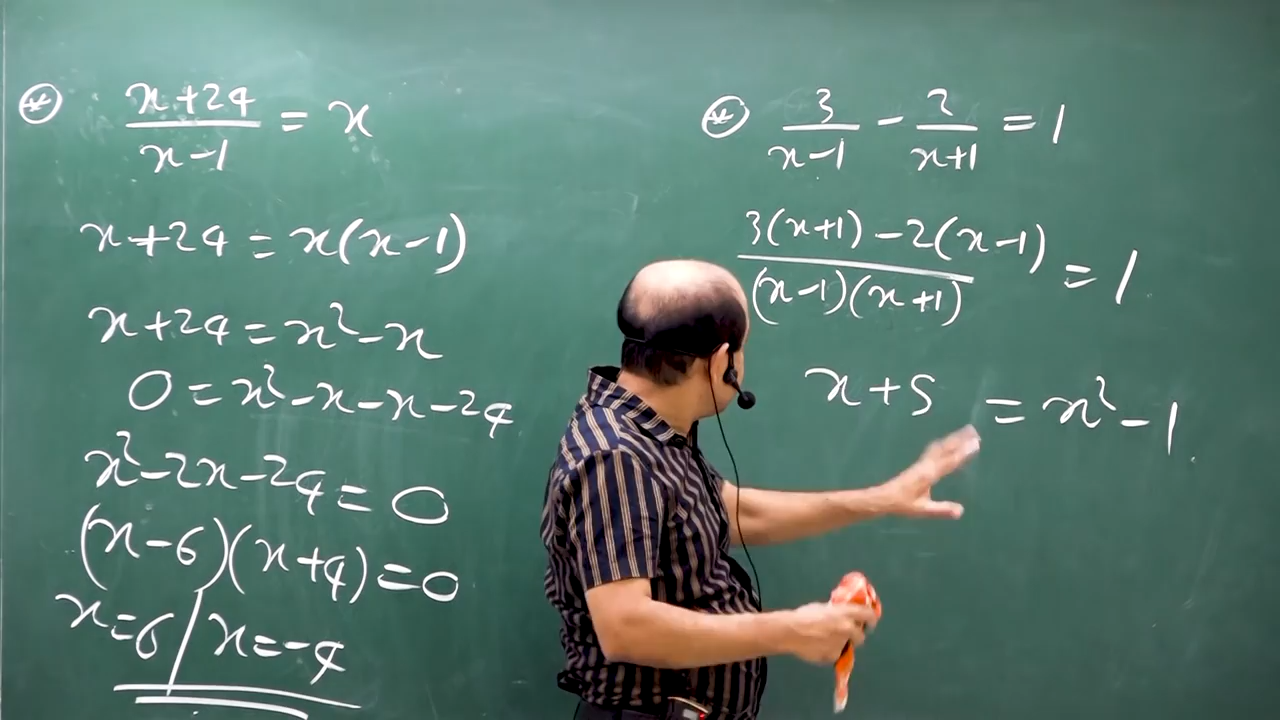 ⊛ (x+24)/(x-1) = x
x+24 = x(x-1)
x+24 = x²-x
0 = x²-x-x-24
x²-2x-24 = 0
(x-6)(x+4)=0
x=6 / x=-4
⊛ 3/(x-1) - 2/(x+1) = 1
(3(x+1) - 2(x-1))/((x-1)(x+1)) = 1
x+5 = x²-1